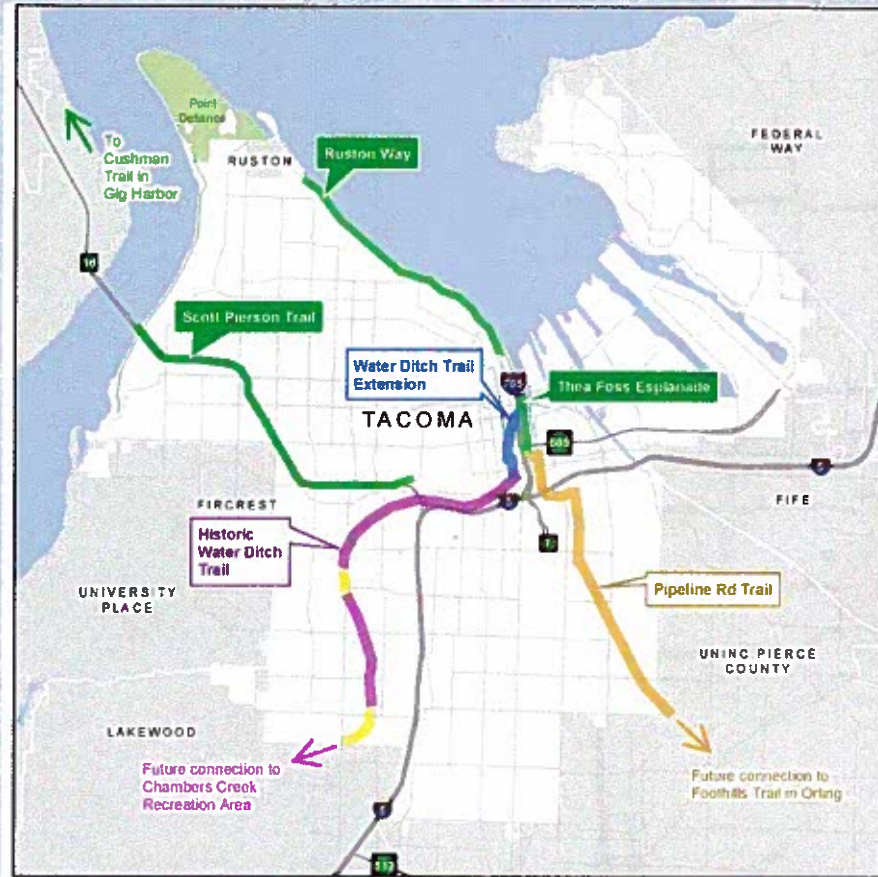 Point
Defiance
RUSTON
Ruston Way
FEDERAL
WAY
To
Cushman
Trail in
Gig Harbor
16
Scott Pierson Trail
Water Ditch Trail
Extension
705
Thea Foss Esplanade
TACOMA
509
5
FIRCREST
5
FIFE
Historic
Water Ditch
Trail
7
UNIVERSITY
PLACE
Pipeline Rd Trail
UNINC PIERCE
COUNTY
LAKEWOOD
Future connection to
Chambers Creek
Recreation Area
Future connection to
Foothills Trail in Orting
5
512